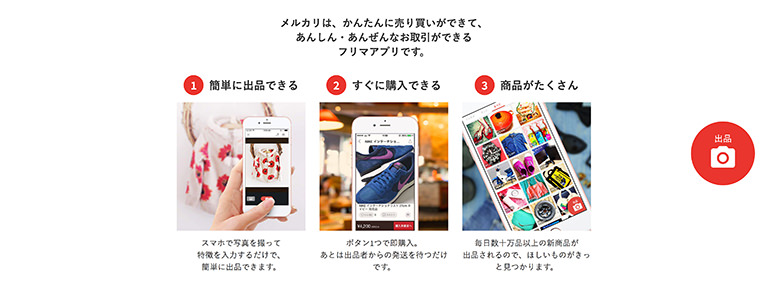 メルカリは、かんたんに売り買いができて、
あんしん・あんぜんなお取引ができる
フリマアプリです。
1 簡単に出品できる
スマホで写真を撮って
特徴を入力するだけで、
簡単に出品できます。
2 すぐに購入できる
¥4,200
ボタン1つで即購入。
あとは出品者からの発送を待つだけ
です。
3 商品がたくさん
毎日数十万品以上の新商品が
出品されるので、ほしいものがきっ
と見つかります。
出品